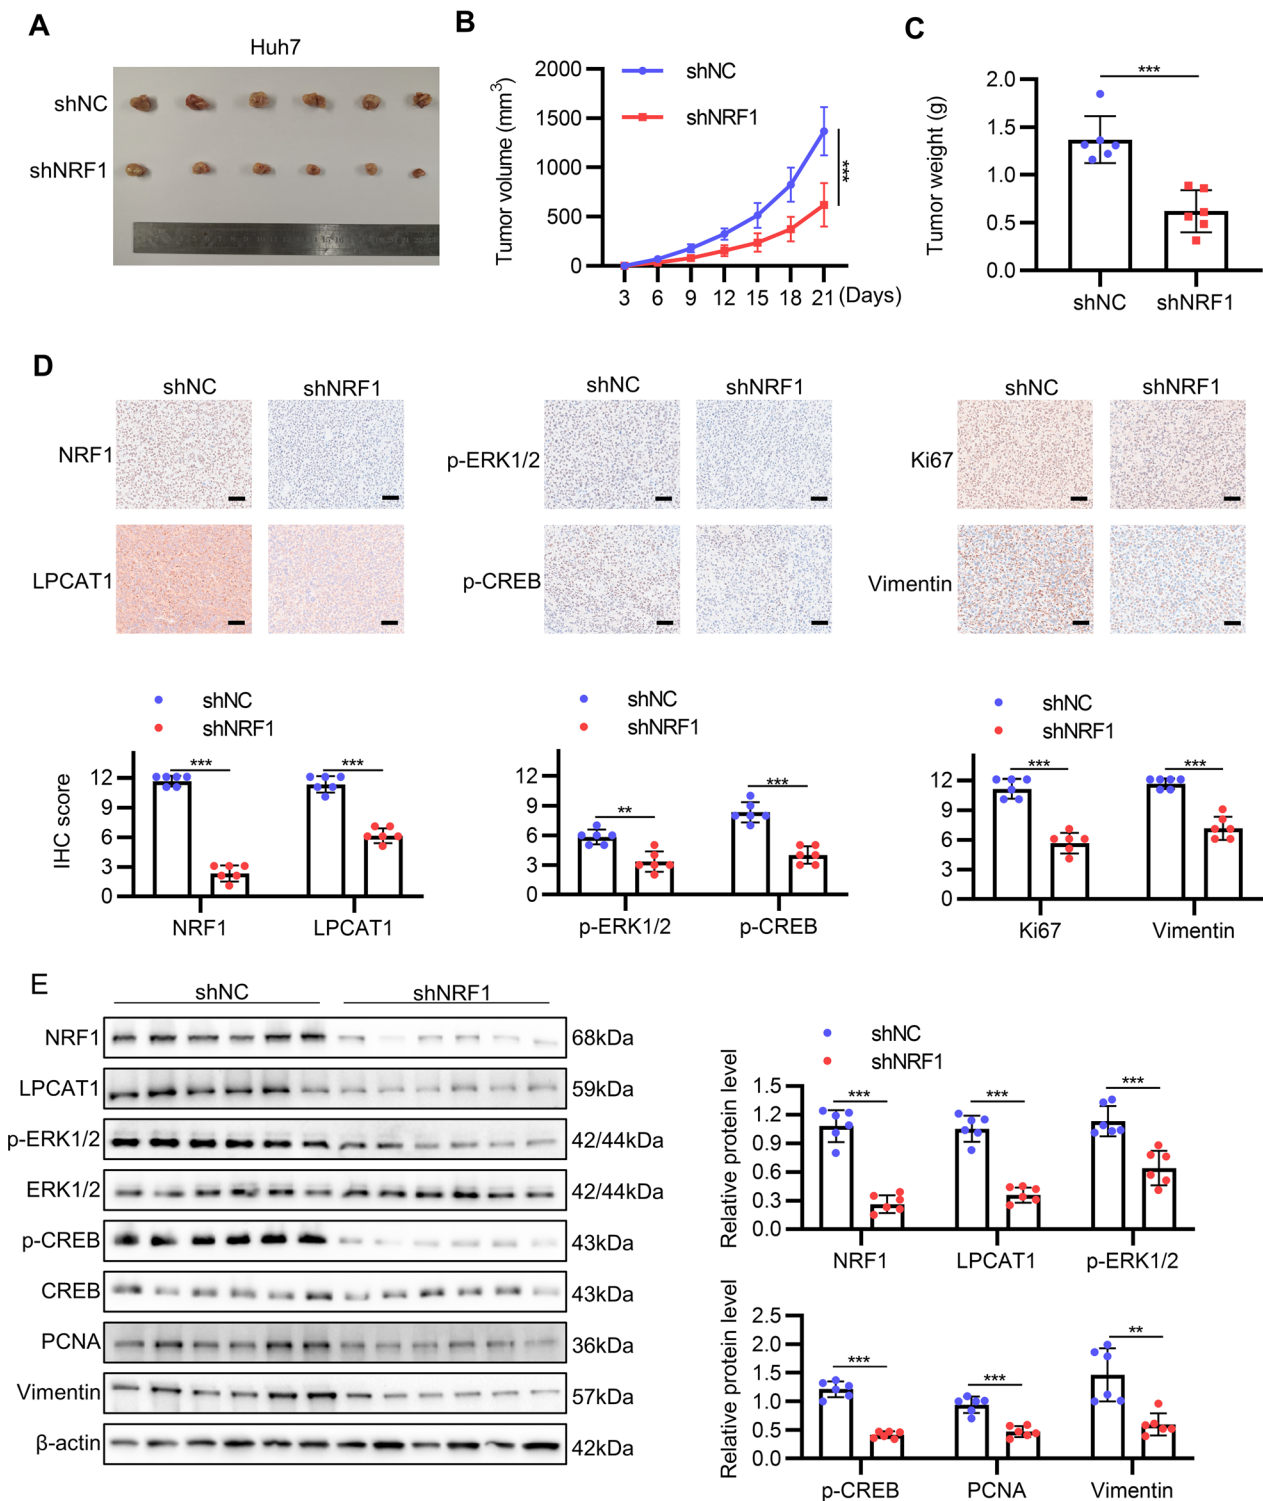 A
Huh7
shNC
shNRF1
B
Tumor volume (mm³)
2000
1500
1000
500
0
shNC
shNRF1
***
3 6 9 12 15 18 21 (Days)
C
Tumor weight (g)
2.0
1.5
1.0
0.5
0.0
***
shNC shNRF1
D
shNC shNRF1
NRF1
LPCAT1
shNC shNRF1
p-ERK1/2
p-CREB
shNC shNRF1
Ki67
Vimentin
shNC
shNRF1
IHC score
12
9
6
3
0
*** ***
NRF1 LPCAT1
shNC
shNRF1
12
9
6
3
0
** ***
p-ERK1/2 p-CREB
shNC
shNRF1
12
9
6
3
0
*** ***
Ki67 Vimentin
E
shNC shNRF1
NRF1 68kDa
LPCAT1 59kDa
p-ERK1/2 42/44kDa
ERK1/2 42/44kDa
p-CREB 43kDa
CREB 43kDa
PCNA 36kDa
Vimentin 57kDa
β-actin 42kDa
shNC
shNRF1
Relative protein level
1.5
1.2
0.9
0.6
0.3
0.0
*** *** ***
NRF1 LPCAT1 p-ERK1/2
Relative protein level
2.5
2.0
1.5
1.0
0.5
0.0
*** *** **
p-CREB PCNA Vimentin